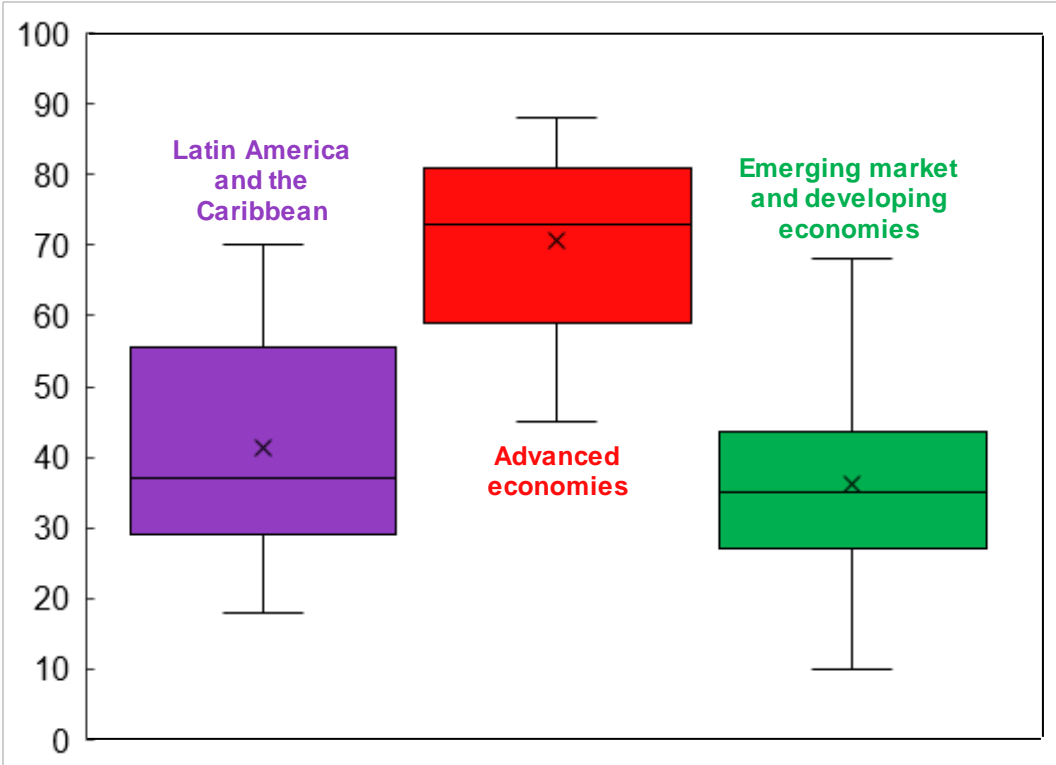 100
90
80
70
60
50
40
30
20
10
0
Latin America
and the
Caribbean
Advanced
economies
Emerging market
and developing
economies